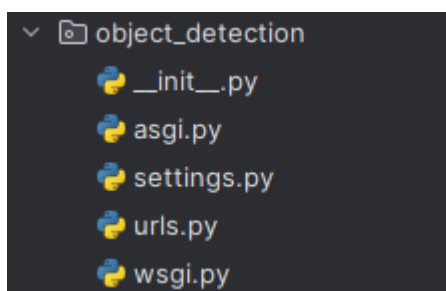 object_detection
__init__.py
asgi.py
settings.py
urls.py
wsgi.py